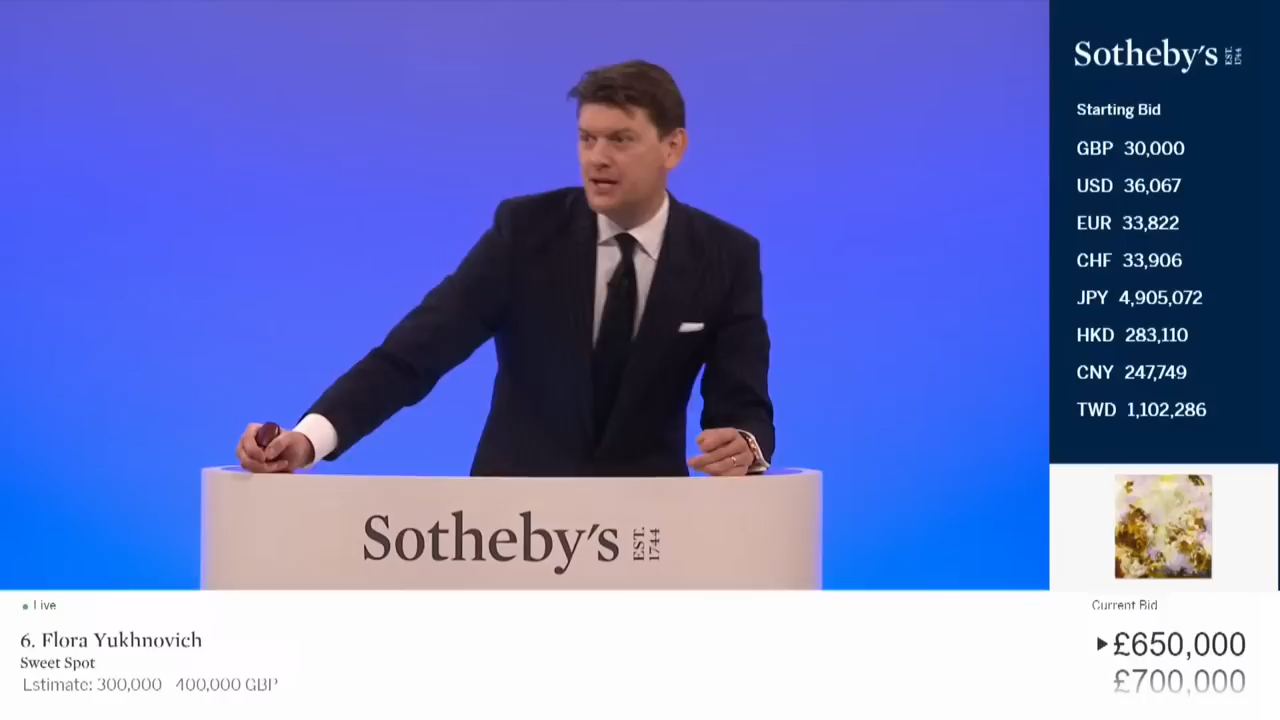 Sotheby's EST. 1744
Starting Bid
GBP 30,000
USD 36,067
EUR 33,822
CHF 33,906
JPY 4,905,072
HKD 283,110
CNY 247,749
TWD 1,102,286
Sotheby's EST. 1744
Live
6. Flora Yukhnovich
Sweet Spot
Estimate: 300,000 400,000 GBP
Current Bid
£650,000
£700,000